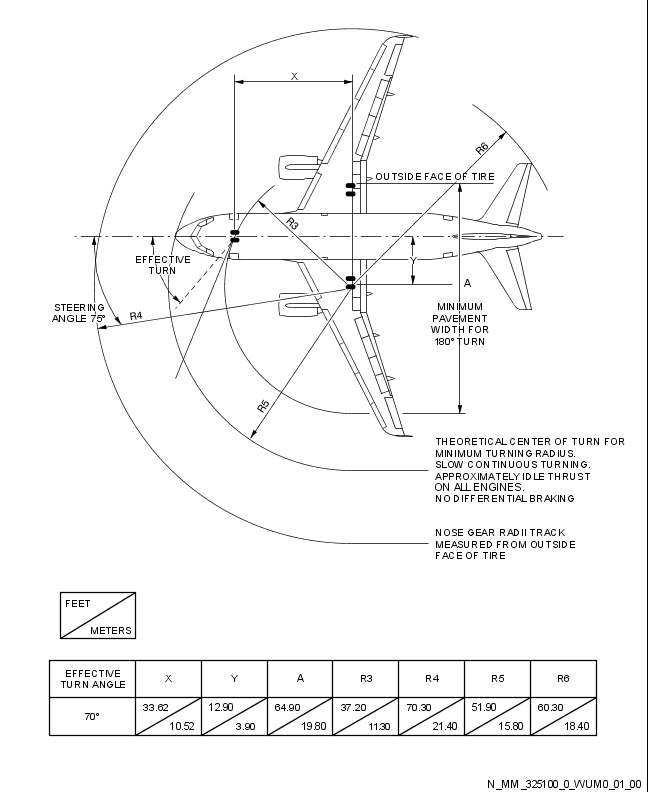 X
R6
OUTSIDE FACE OF TIRE
R3
EFFECTIVE
TURN
Y
A
STEERING
ANGLE 75°
R4
MINIMUM
PAVEMENT
WIDTH FOR
180° TURN
R5
THEORETICAL CENTER OF TURN FOR
MINIMUM TURNING RADIUS.
SLOW CONTINUOUS TURNING.
APPROXIMATELY IDLE THRUST
ON ALL ENGINES.
NO DIFFERENTIAL BRAKING
NOSE GEAR RADII TRACK
MEASURED FROM OUTSIDE
FACE OF TIRE
FEET
METERS
EFFECTIVE
TURN ANGLE
X
Y
A
R3
R4
R5
R6
70°
33.62
10.52
12.90
3.90
64.90
19.80
37.20
11.30
70.30
21.40
51.90
15.80
60.30
18.40
N_MM_325100_0_VVUM0_01_00